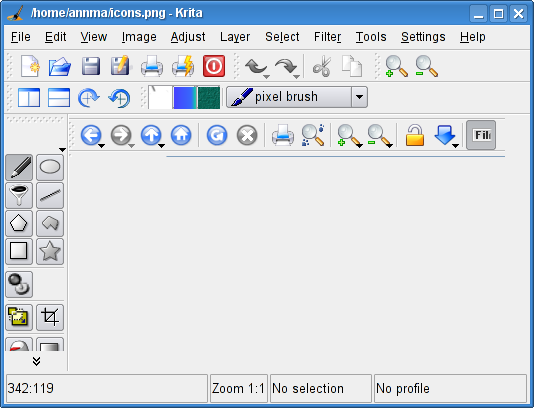 /home/annma/icons.png - Krita
File Edit View Image Adjust Layer Select Filter Tools Settings Help
pixel brush
342:119 Zoom 1:1 No selection No profile